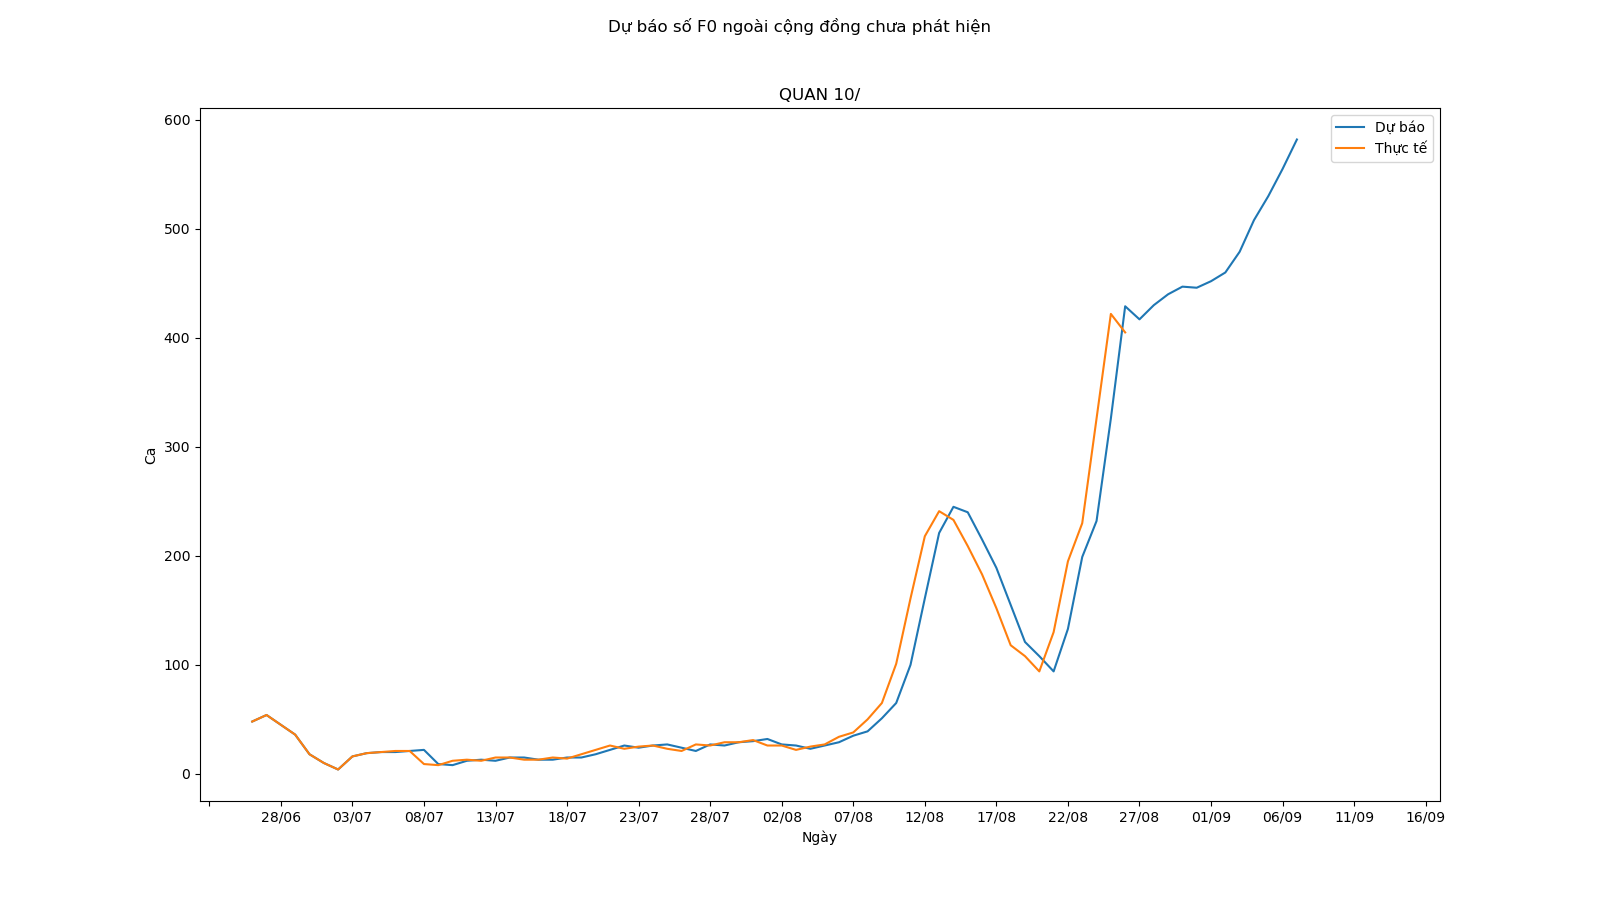 Dự báo số F0 ngoài cộng đồng chưa phát hiện
QUAN 10/
Dự báo
Thực tế
600
500
400
300
200
100
0
Ca
28/06 03/07 08/07 13/07 18/07 23/07 28/07 02/08 07/08 12/08 17/08 22/08 27/08 01/09 06/09 11/09 16/09
Ngày